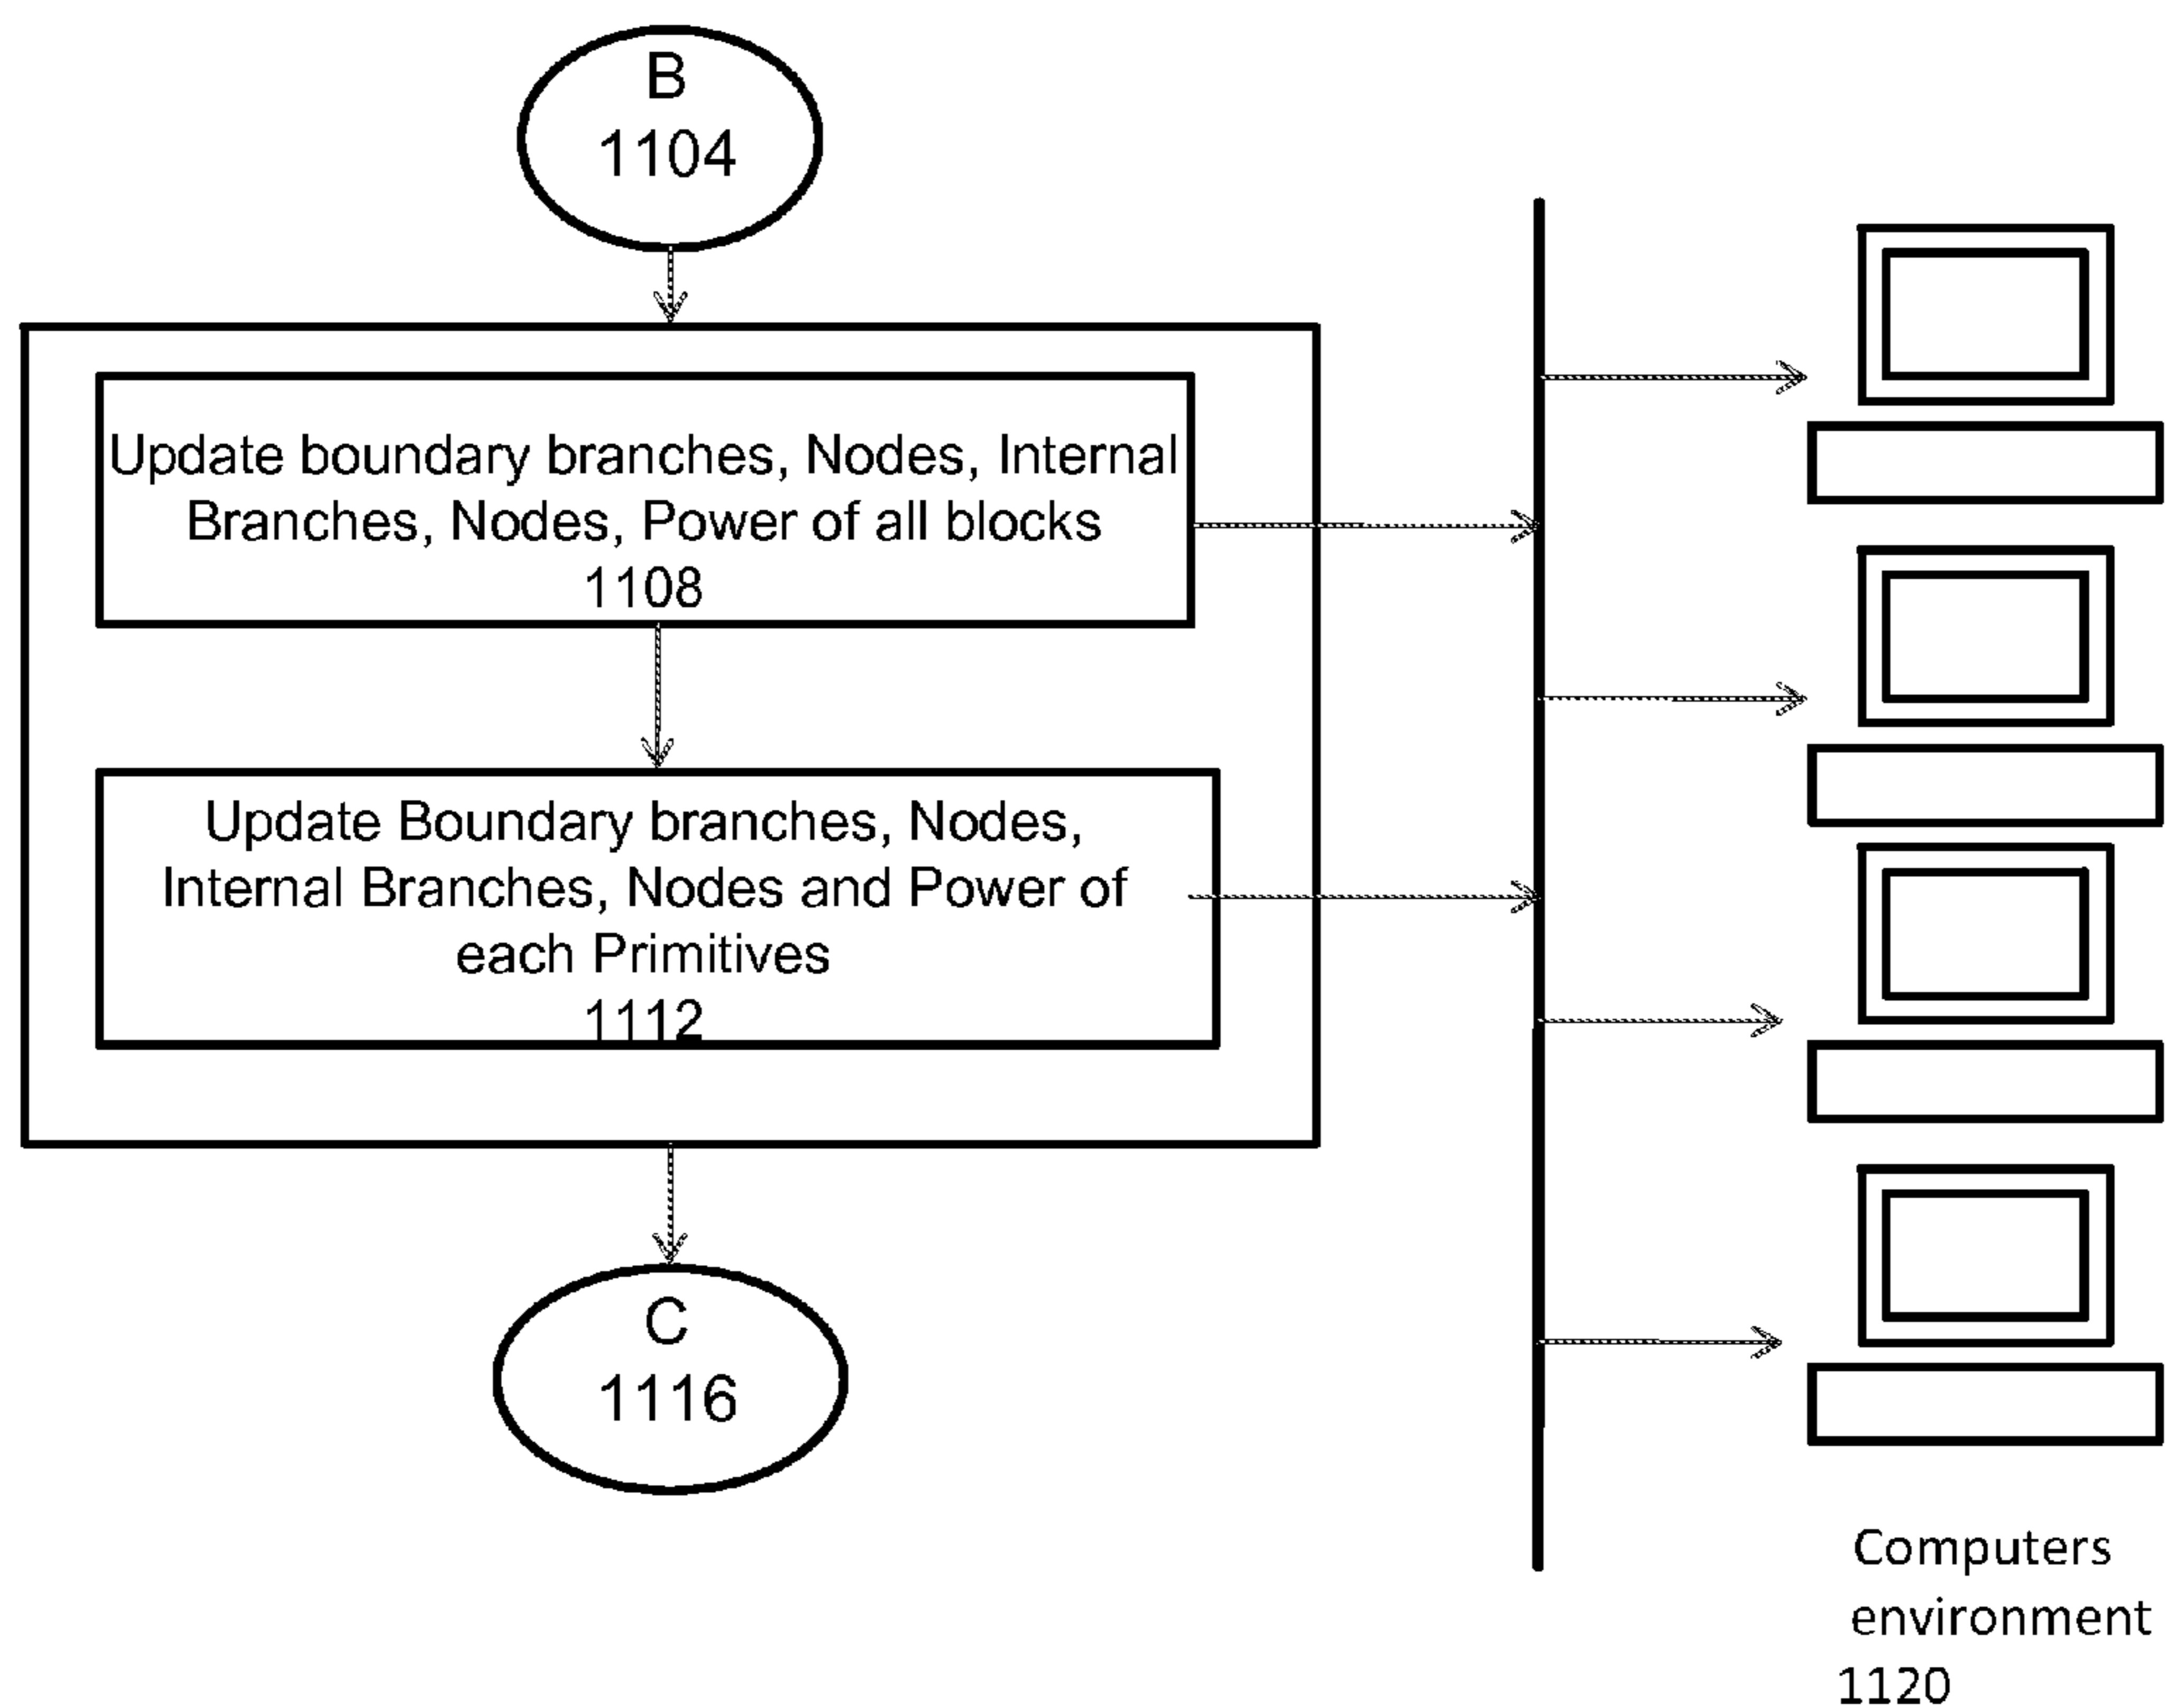 B
1104
Update boundary branches, Nodes, Internal
Branches, Nodes, Power of all blocks
1108
Update Boundary branches, Nodes,
Internal Branches, Nodes and Power of
each Primitives
1112
C
1116
Computers
environment
1120